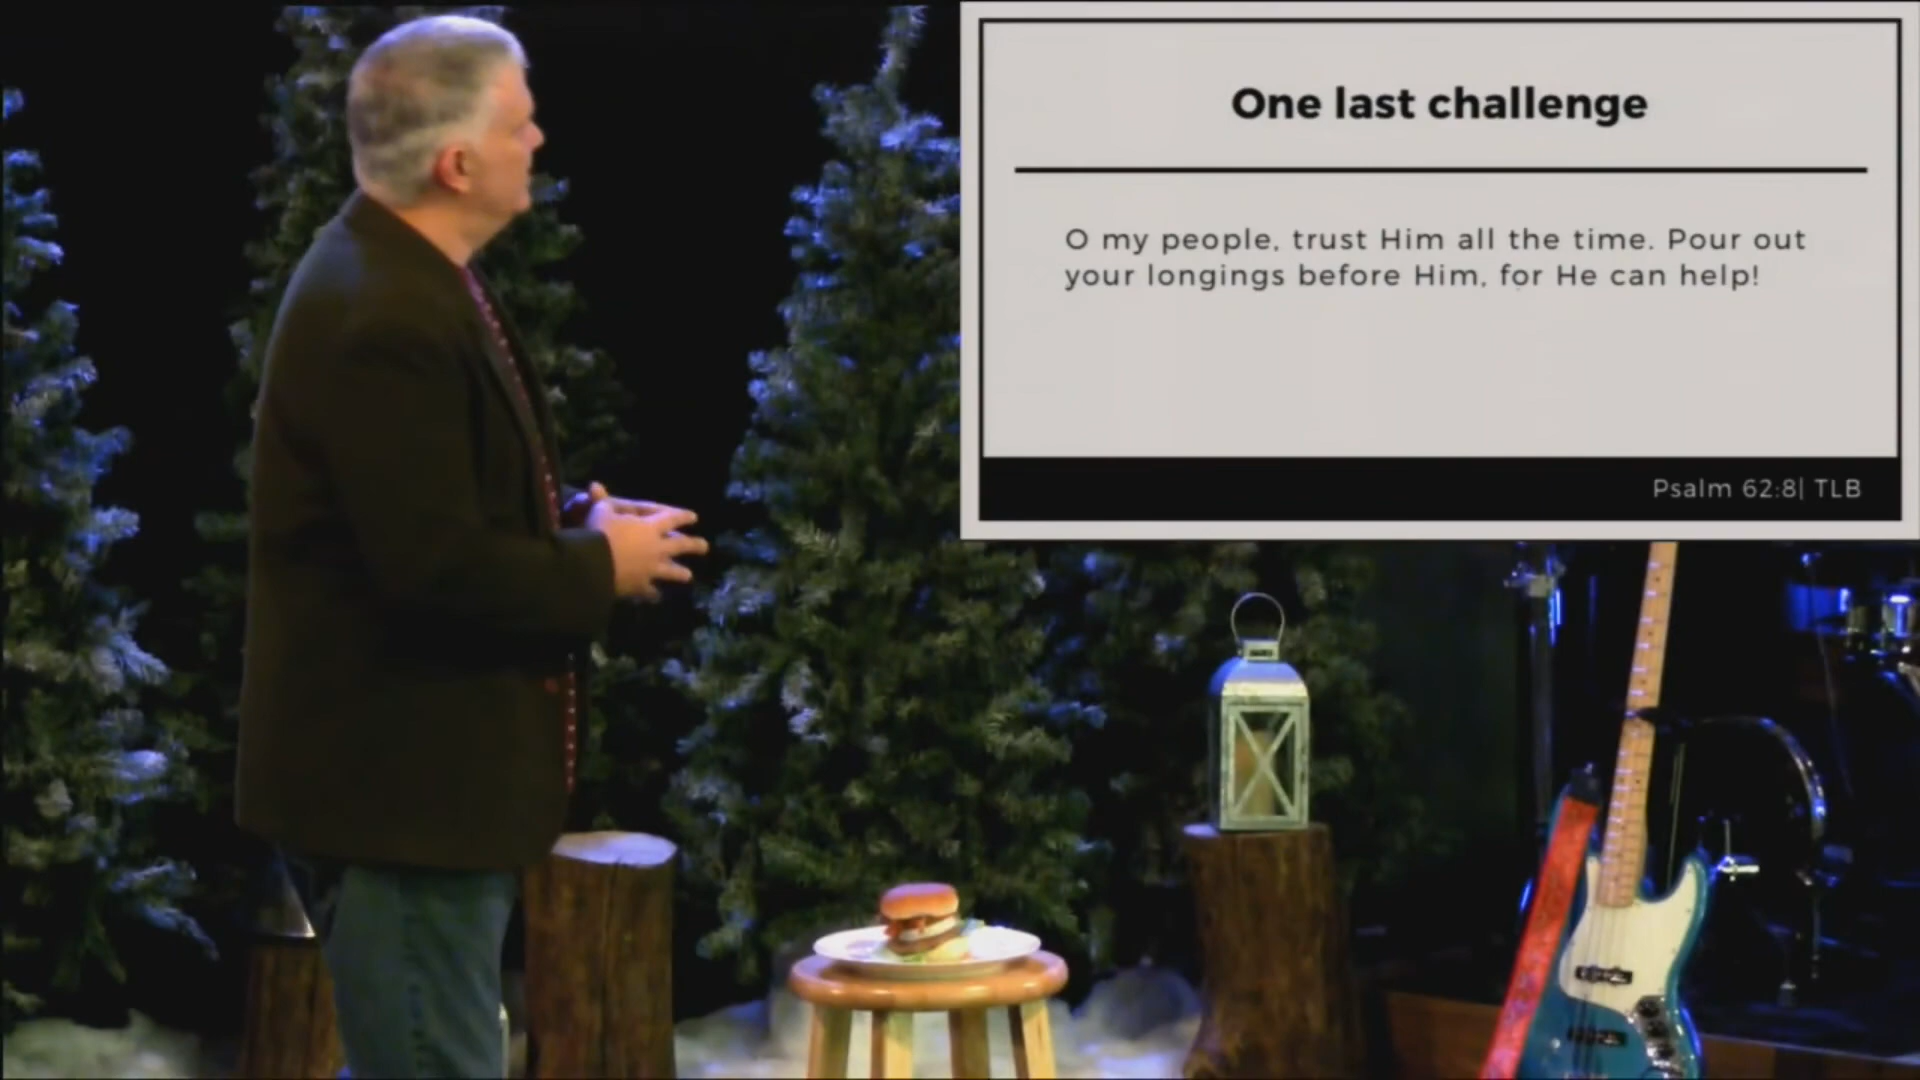 One last challenge
O my people, trust Him all the time. Pour out
your longings before Him, for He can help!
Psalm 62:8| TLB